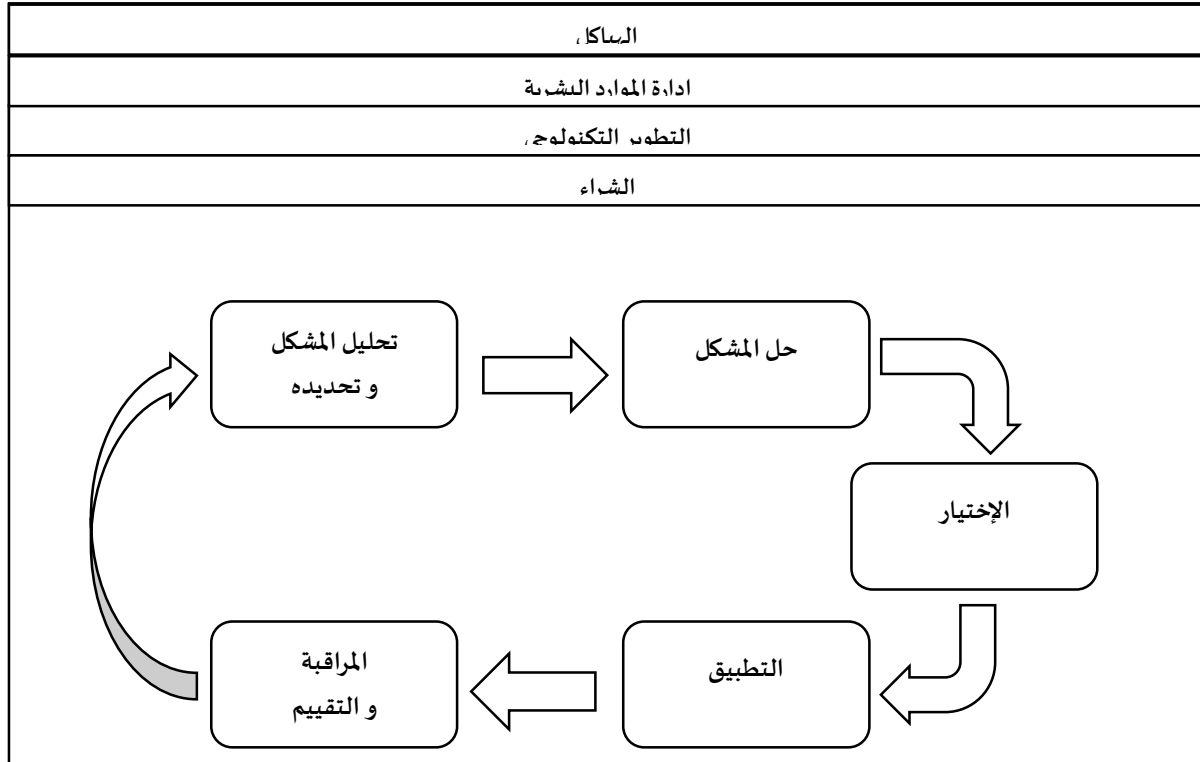 الهياكل
ادارة الموارد البشرية
التطوير التكنولوجي
الشراء
تحليل المشكل
و تحديده
حل المشكل
الإختيار
التطبيق
المراقبة
و التقييم